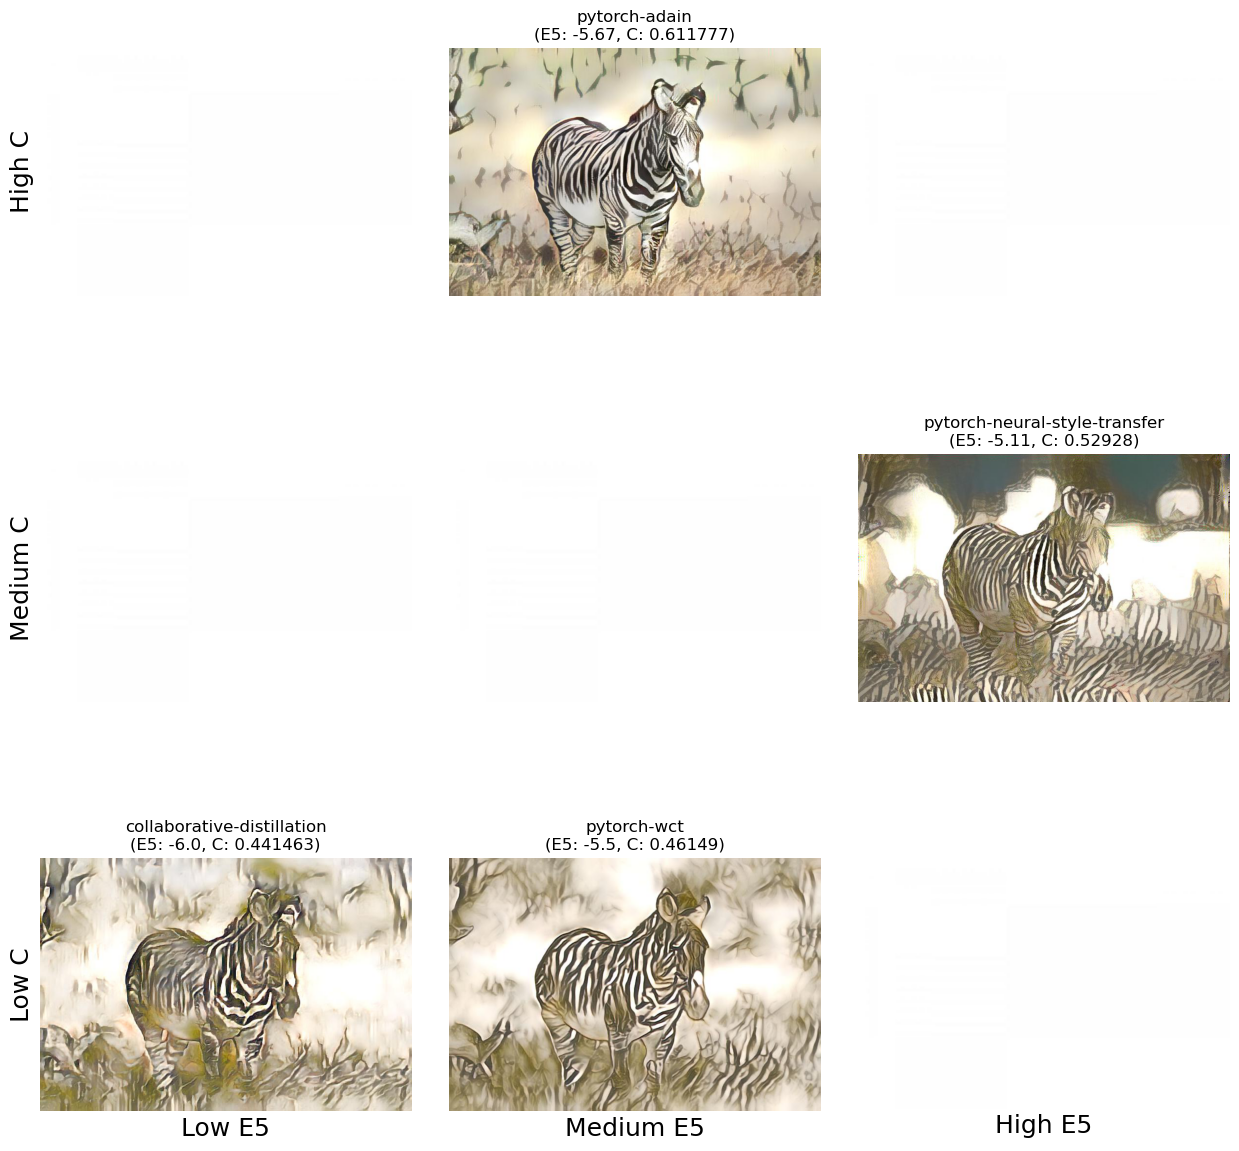 pytorch-adain
(E5: -5.67, C: 0.611777)
High C
pytorch-neural-style-transfer
(E5: -5.11, C: 0.52928)
Medium C
collaborative-distillation
(E5: -6.0, C: 0.441463)
pytorch-wct
(E5: -5.5, C: 0.46149)
Low C
Low E5
Medium E5
High E5